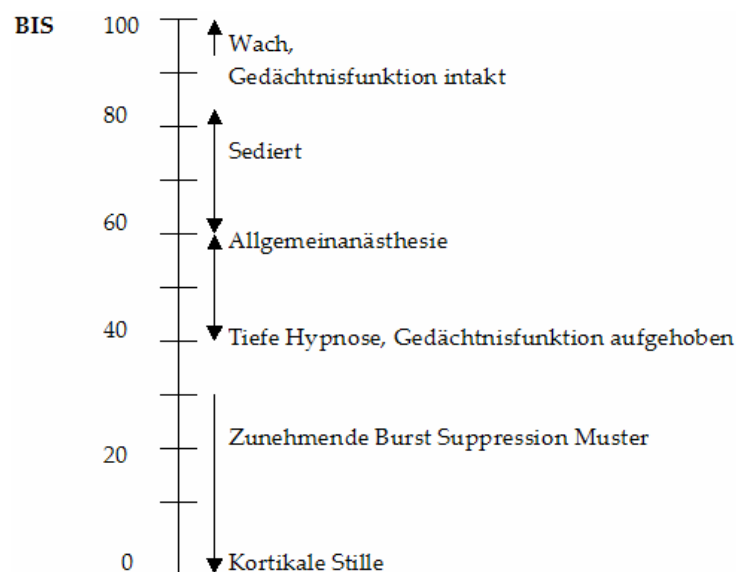 BIS 100
Wach,
Gedächtnisfunktion intakt
80
Sediert
60
Allgemeinanästhesie
40
Tiefe Hypnose, Gedächtnisfunktion aufgehoben
Zunehmende Burst Suppression Muster
20
0 Kortikale Stille